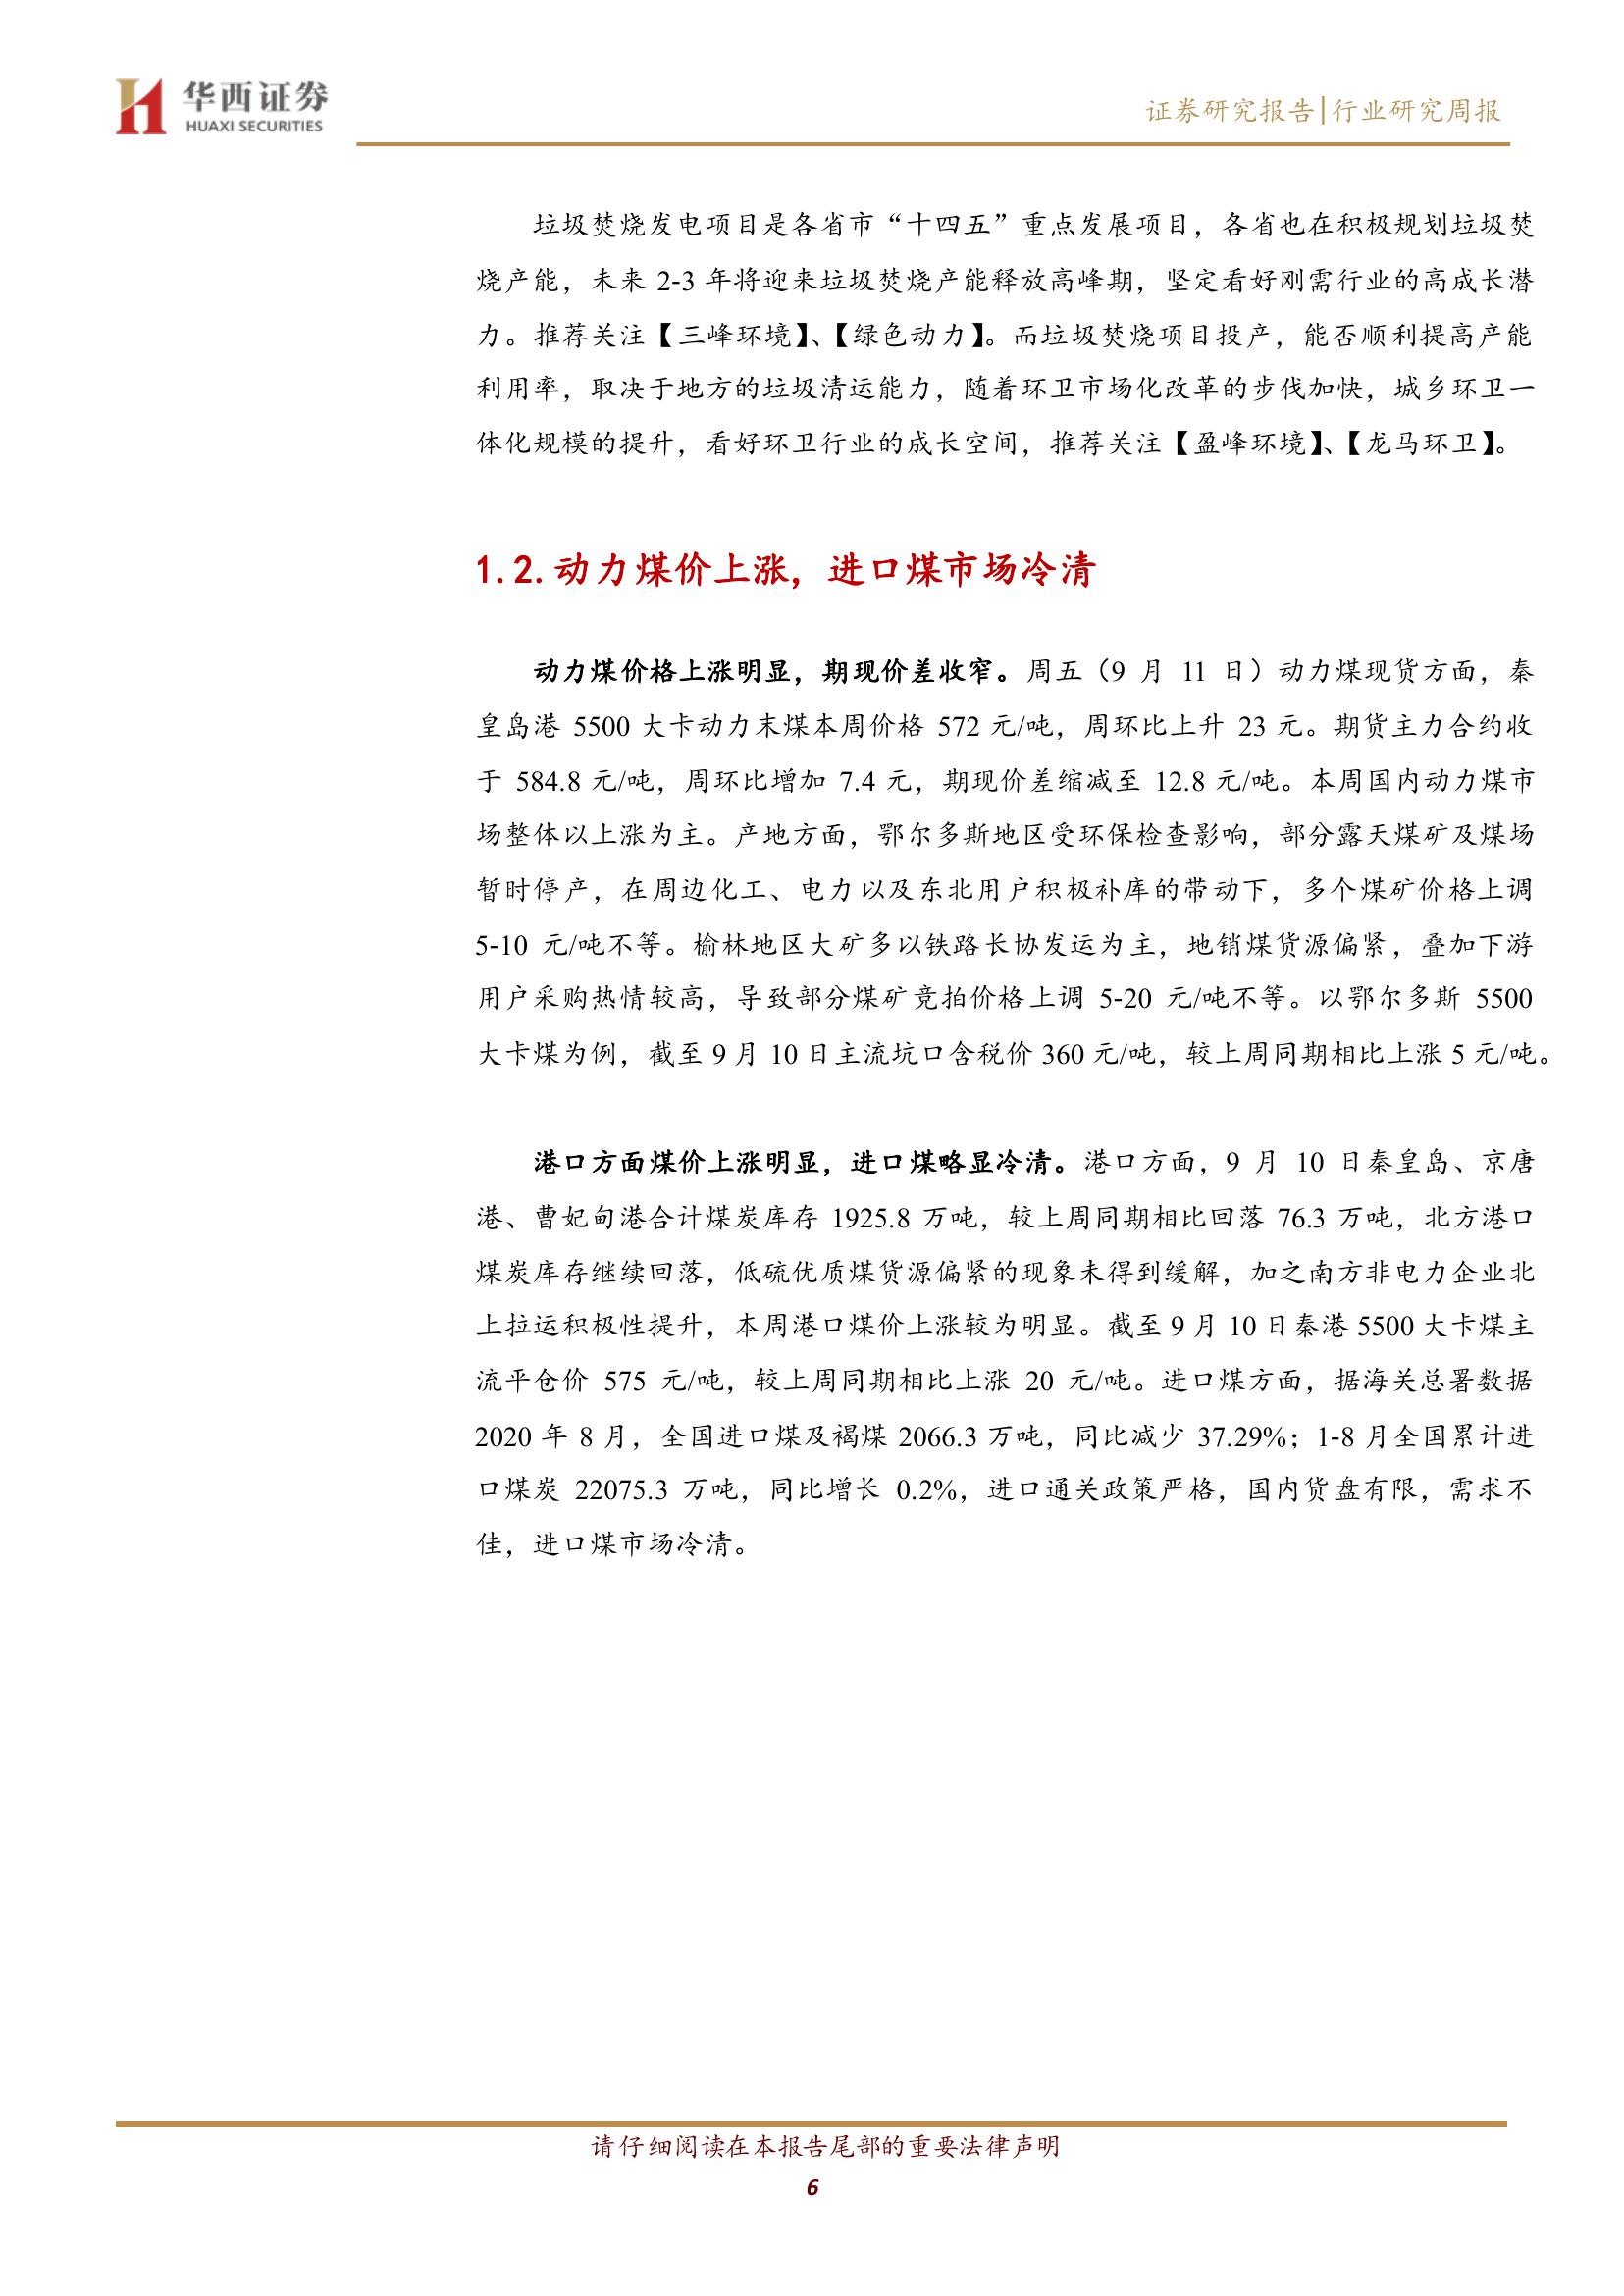 华西证券
HUAXI SECURITIES
证券研究报告|行业研究周报
垃圾焚烧发电项目是各省市“十四五”重点发展项目，各省也在积极规划垃圾焚
烧产能，未来 2-3 年将迎来垃圾焚烧产能释放高峰期，坚定看好刚需行业的高成长潜
力。推荐关注【三峰环境】、【绿色动力】。而垃圾焚烧项目投产，能否顺利提高产能
利用率，取决于地方的垃圾清运能力，随着环卫市场化改革的步伐加快，城乡环卫一
体化规模的提升，看好环卫行业的成长空间，推荐关注【盈峰环境】、【龙马环卫】。
1.2.动力煤价上涨，进口煤市场冷清
动力煤价格上涨明显，期现价差收窄。周五（9 月 11 日）动力煤现货方面，秦
皇岛港 5500 大卡动力末煤本周价格 572 元/吨，周环比上升 23 元。期货主力合约收
于 584.8 元/吨，周环比增加 7.4 元，期现价差缩减至 12.8 元/吨。本周国内动力煤市
场整体以上涨为主。产地方面，鄂尔多斯地区受环保检查影响，部分露天煤矿及煤场
暂时停产，在周边化工、电力以及东北用户积极补库的带动下，多个煤矿价格上调
5-10 元/吨不等。榆林地区大矿多以铁路长协发运为主，地销煤货源偏紧，叠加下游
用户采购热情较高，导致部分煤矿竞拍价格上调 5-20 元/吨不等。以鄂尔多斯 5500
大卡煤为例，截至 9 月 10 日主流坑口含税价 360 元/吨，较上周同期相比上涨 5 元/吨。
港口方面煤价上涨明显，进口煤略显冷清。港口方面，9 月 10 日秦皇岛、京唐
港、曹妃甸港合计煤炭库存 1925.8 万吨，较上周同期相比回落 76.3 万吨，北方港口
煤炭库存继续回落，低硫优质煤货源偏紧的现象未得到缓解，加之南方非电力企业北
上拉运积极性提升，本周港口煤价上涨较为明显。截至 9 月 10 日秦港 5500 大卡煤主
流平仓价 575 元/吨，较上周同期相比上涨 20 元/吨。进口煤方面，据海关总署数据
2020 年 8 月，全国进口煤及褐煤 2066.3 万吨，同比减少 37.29%；1-8 月全国累计进
口煤炭 22075.3 万吨，同比增长 0.2%，进口通关政策严格，国内货盘有限，需求不
佳，进口煤市场冷清。
请仔细阅读在本报告尾部的重要法律声明
6